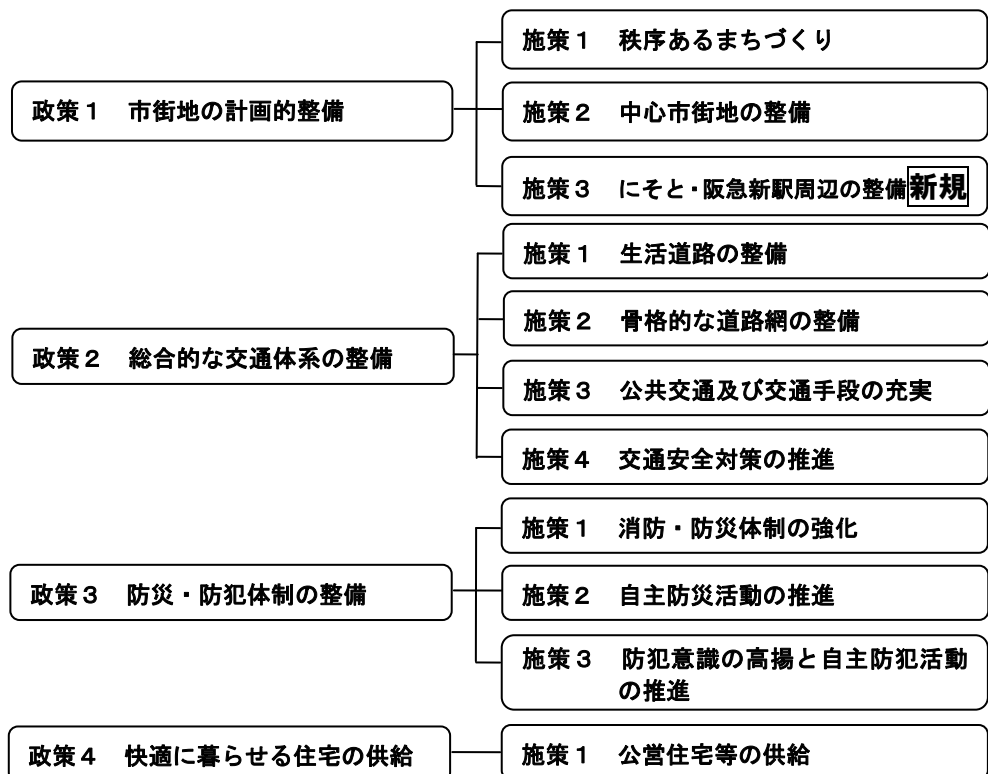 政策１　市街地の計画的整備
施策１　秩序あるまちづくり
施策２　中心市街地の整備
施策３　にそと・阪急新駅周辺の整備新規
政策２　総合的な交通体系の整備
施策１　生活道路の整備
施策２　骨格的な道路網の整備
施策３　公共交通及び交通手段の充実
施策４　交通安全対策の推進
政策３　防災・防犯体制の整備
施策１　消防・防災体制の強化
施策２　自主防災活動の推進
施策３　防犯意識の高揚と自主防犯活動
の推進
政策４　快適に暮らせる住宅の供給
施策１　公営住宅等の供給